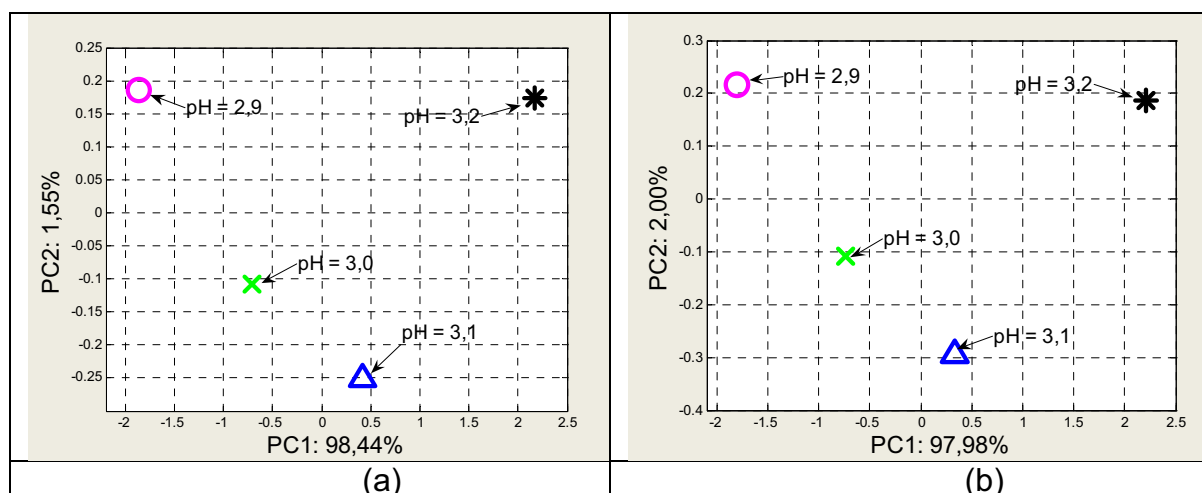 0.25
0.2
0.15
0.1
0.05
0
-0.05
-0.1
-0.15
-0.2
-0.25
PC2: 1,55%
pH = 2,9
pH = 3,2
pH = 3,0
pH = 3,1
-2 -1.5 -1 -0.5 0 0.5 1 1.5 2 2.5
PC1: 98,44%
(a)
0.3
0.2
0.1
0
-0.1
-0.2
-0.3
-0.4
PC2: 2,00%
pH = 2,9
pH = 3,2
pH = 3,0
pH = 3,1
-2 -1.5 -1 -0.5 0 0.5 1 1.5 2 2.5
PC1: 97,98%
(b)